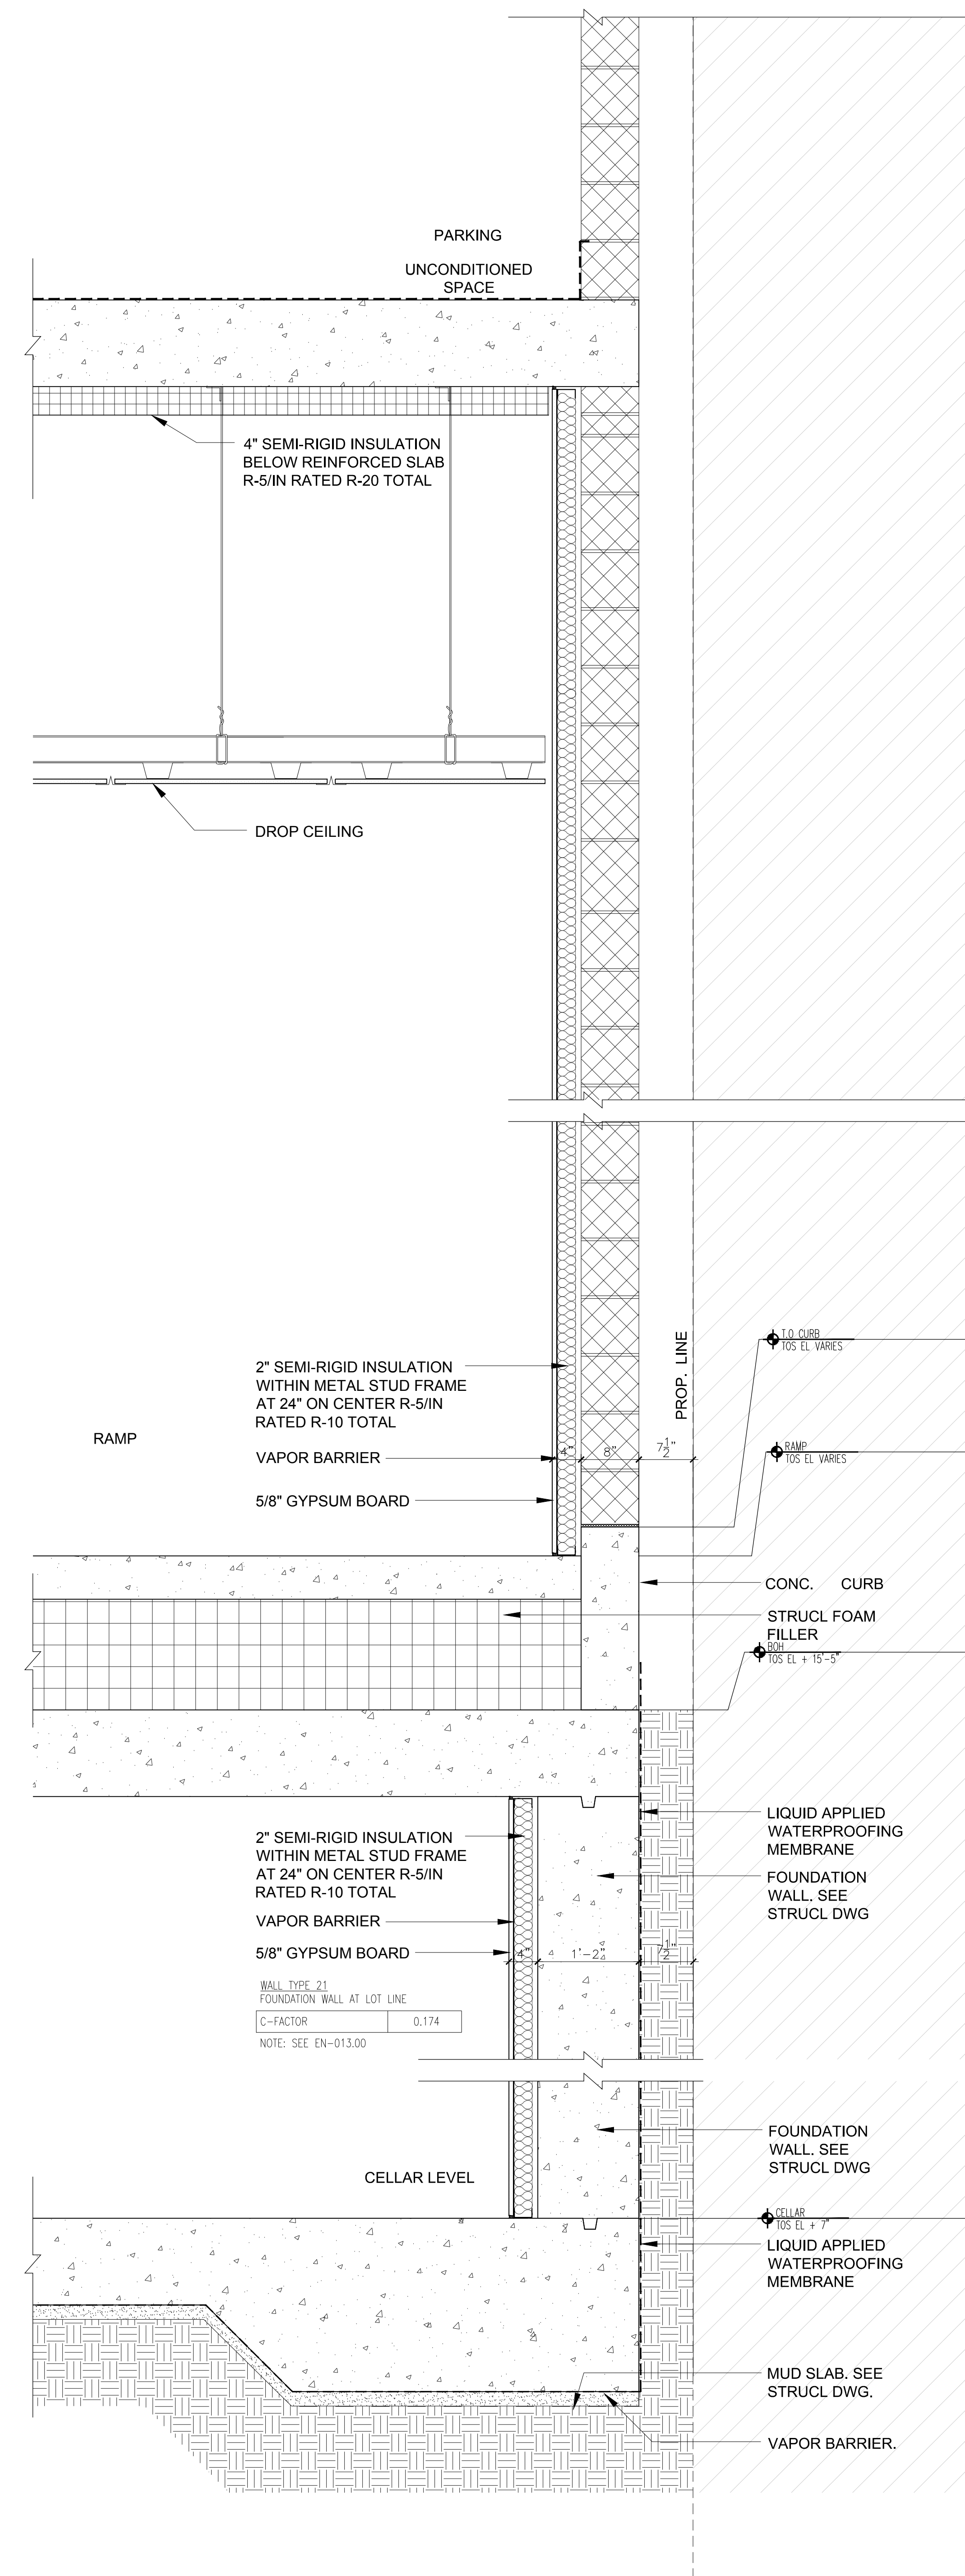 PARKING
UNCONDITIONED
SPACE
4" SEMI-RIGID INSULATION
BELOW REINFORCED SLAB
R-5/IN RATED R-20 TOTAL
DROP CEILING
PROP. LINE
T.O CURB
TOS EL VARIES
2" SEMI-RIGID INSULATION
WITHIN METAL STUD FRAME
AT 24" ON CENTER R-5/IN
RATED R-10 TOTAL
RAMP
VAPOR BARRIER
4"
8"
7 1/2"
RAMP
TOS EL VARIES
5/8" GYPSUM BOARD
CONC. CURB
STRUCL FOAM
FILLER
BOH
TOS EL + 15'-5"
2" SEMI-RIGID INSULATION
WITHIN METAL STUD FRAME
AT 24" ON CENTER R-5/IN
RATED R-10 TOTAL
LIQUID APPLIED
WATERPROOFING
MEMBRANE
FOUNDATION
WALL. SEE
STRUCL DWG
VAPOR BARRIER
5/8" GYPSUM BOARD
4"
1'-2"
7 1/2"
WALL TYPE 21
FOUNDATION WALL AT LOT LINE
C-FACTOR 0.174
NOTE: SEE EN-013.00
FOUNDATION
WALL. SEE
STRUCL DWG
CELLAR LEVEL
CELLAR
TOS EL + 7"
LIQUID APPLIED
WATERPROOFING
MEMBRANE
MUD SLAB. SEE
STRUCL DWG.
VAPOR BARRIER.